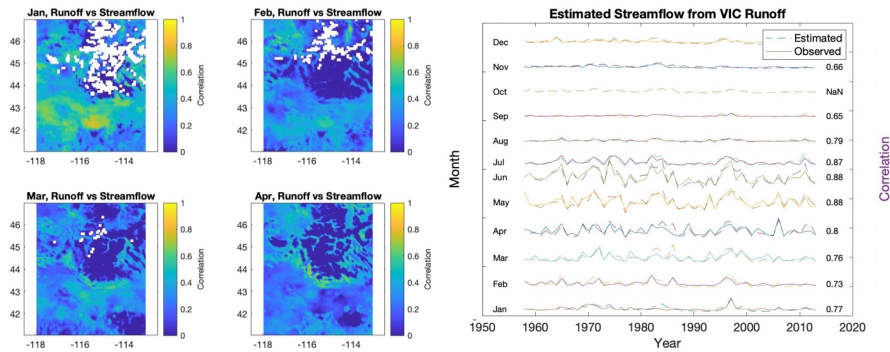 Jan, Runoff vs Streamflow
46
45
44
43
42
-118
-116
-114
1
0.8
0.6
0.4
0.2
0
Correlation
Feb, Runoff vs Streamflow
46
45
44
43
42
-118
-116
-114
1
0.8
0.6
0.4
0.2
0
Correlation
Mar, Runoff vs Streamflow
46
45
44
43
42
-118
-116
-114
1
0.8
0.6
0.4
0.2
0
Correlation
Apr, Runoff vs Streamflow
46
45
44
43
42
-118
-116
-114
1
0.8
0.6
0.4
0.2
0
Correlation
Estimated Streamflow from VIC Runoff
Estimated
Observed
Month
Dec
Nov 0.66
Oct NaN
Sep 0.65
Aug 0.79
Jul 0.87
Jun 0.88
May 0.88
Apr 0.8
Mar 0.76
Feb 0.73
Jan 0.77
Correlation
1950 1960 1970 1980 1990 2000 2010 2020
Year